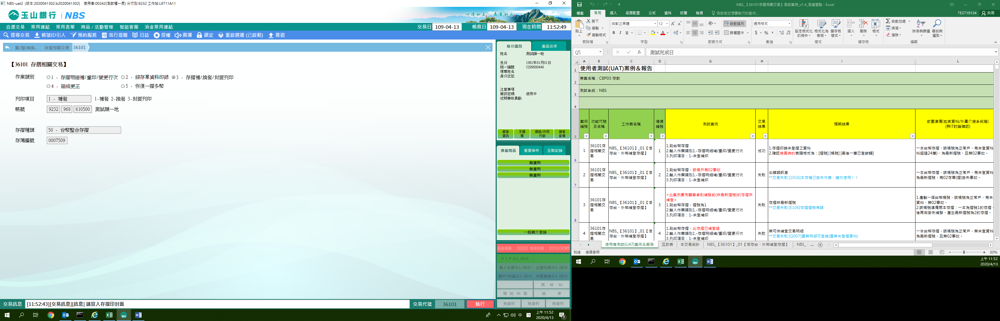 NBS-uat2 (版本:2020041302.b2020041302) 使用者:00242(測試櫃一辰) 分行別:9232 工作站:L9711A11
玉山銀行 | NBS
心清如玉 義重如山
自選交易 常用連結 常用表單 商品 / 活動管理 智能客服 消金常用連結
交易日 109-04-13 帳務日 109-04-13 現在時間 11:52:49
搜尋交易 帳號ID引入 預約服務 蒞行提醒 日誌 授權 廣播 鎖定 重啟週邊 (已啟動) 簽退
單/摺(補換.. 存摺相關交易 36101
【36101 存摺相關交易】
作業類別 1 - 存摺明細補/重印/變更行次 2 - 綜存單資料印錄 3 - 存摺補/換發/封面列印
4 - 磁條更正 5 - 恢復一摺多幣
列印項目 1 - 補發 1-補發 2-換發 3-封面列印
帳號 9232 968 610500 測試顏一地
存摺種類 50 - 台幣整合存摺
存簿編號 0007509
身分識別 產品往來
姓名 測試顏一地
生日 1981年01月01日
統一編號 C299000446
理專姓名
身分註記
注意事項
簡訊密碼 使用中
近期事故異動
顧客資訊 手續費 通路/共同行銷 顧客影像
推薦商品 重要事件 互動記錄
無資料
無資料
無資料
一般轉介登錄
服務號碼： 0000 等候時間： 00分00秒
ＶＩＰ:0人 00分
個人交易:0人 00分 企業交易:0人 00分
開戶/申請:0人 00分 外匯業務:0人 00分
再 呼 叫
預 約 叫 號 結 束
無資料 無資料 無資料
交易訊息 [11:52:43][交易訊息][訊息] 請放入存摺印封面 交易代號 36101 執行
中 上午 11:52
2020/4/13
3
NBS_【36101存摺相關交易】測試案例_v1.4_測資盤點 - Excel
檔案 常用 插入 版面配置 公式 資料 校閱 檢視 告訴我您想要執行的動作... TEST19134 共用
貼上 剪下 複製 複製格式 剪貼簿
微軟正黑體 12 B I U 字型
自動換列 跨欄置中 對齊方式
通用格式 $ % 數值
設定格式化的條件 格式化為表格 儲存格樣式 樣式
插入 刪除 格式 儲存格
自動加總 填滿 清除 排序與篩選 尋找與選取 編輯
Q5 fx 測試完成日
A B C D G H I L
1 使用者測試(UAT)案例＆報告
2 專案名稱：CBP03 存款
3 測試系統：NBS
4
5 案例編號 功能代號及名稱 工作表名稱 情境編號 測試案例 交易結果 預期結果 前置準備(包含資料/外圍介接系統等)
(與IT討論確認)
6 1 36101存摺相關交易 NBS_【36101】_01【活存台、外幣補登存摺】 1
1.刷台幣存摺
2.輸入作業類別1.-存摺明細補/重印/變更行次
3.列印項目：1-未登補印
成功
1.存摺印錄未登摺之資料
2.確認換頁時的表頭格式為：[摺號] [帳號] [最後一筆已登餘額]
一本台幣存摺，該帳號為正常戶，有未登資料
料超過24筆)，為最新摺號，且無02事故。
7 2 36101存摺相關交易 NBS_【36101】_01【活存台、外幣補登存摺】 2
1.刷台幣存摺，該帳戶有02事故
2.輸入作業類別1.-存摺明細補/重印/變更行次
3.列印項目：1-未登補印
失敗
出錯誤訊息
**交易失敗:[1016]本存簿已掛失作廢，請勿使用！！
一本台幣存摺，該帳號為正常戶，有未登資料
為最新摺號，有02存單(摺)掛失事故。
8 3 36101存摺相關交易 NBS_【36101】_01【活存台、外幣補登存摺】 3
<此案例要測顧客拿到補發前(非最新摺號)的存摺來補登>
1.刷台幣存摺，摺號為1
2.輸入作業類別1.-存摺明細補/重印/變更行次
3.列印項目：1-未登補印
失敗
存摺非最新摺號
**交易失敗:[E106]存摺摺號有誤
1.產製一個台幣帳號，該帳號為正常戶，有未
資料，無02事故。
2.該帳號準備兩本存摺：一本為摺號1的存摺，
後再做掛失補發，產生最新摺號為2的存摺。
4 36101存摺相關交易 NBS_【36101】_01【活存台、外幣補登存摺】 4
1.刷台幣存摺，此存摺已補登過
2.輸入作業類別1.-存摺明細補/重印/變更行次
3.列印項目：1-未登補印
失敗
無可供補登交易明細
**交易失敗:[Q007]查無明細可登錄(查無未登摺資料)
一本台幣存摺，該帳號為正常戶，無未登資料
為最新摺號，且無02事故。
使用者測試(UAT)案例＆報告 互助表 本交易統計 NBS_【36101】_01【活存台、外幣補登存摺】 NBS_ ...
就緒 循環參照 80%
上午 11:52
2020/4/13